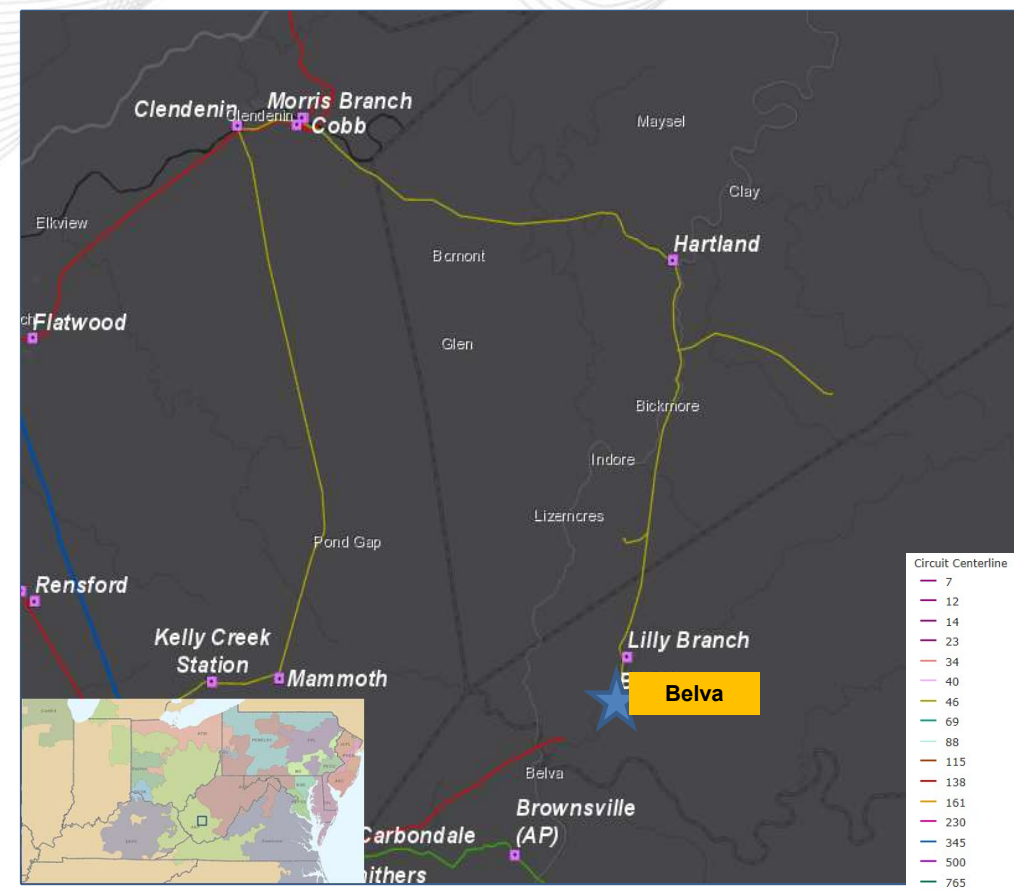 Clendenin
Clendenin
Morris Branch
Cobb
Maysel
Clay
Elkview
Hartland
Bomont
Flatwood
Glen
Bickmore
Indore
Lizemores
Pond Gap
Rensford
Kelly Creek
Station
Mammoth
Lilly Branch
Belva
Belva
Brownsville
(AP)
Carbondale
Circuit Centerline
7
12
14
23
34
40
46
69
88
115
138
161
230
345
500
765